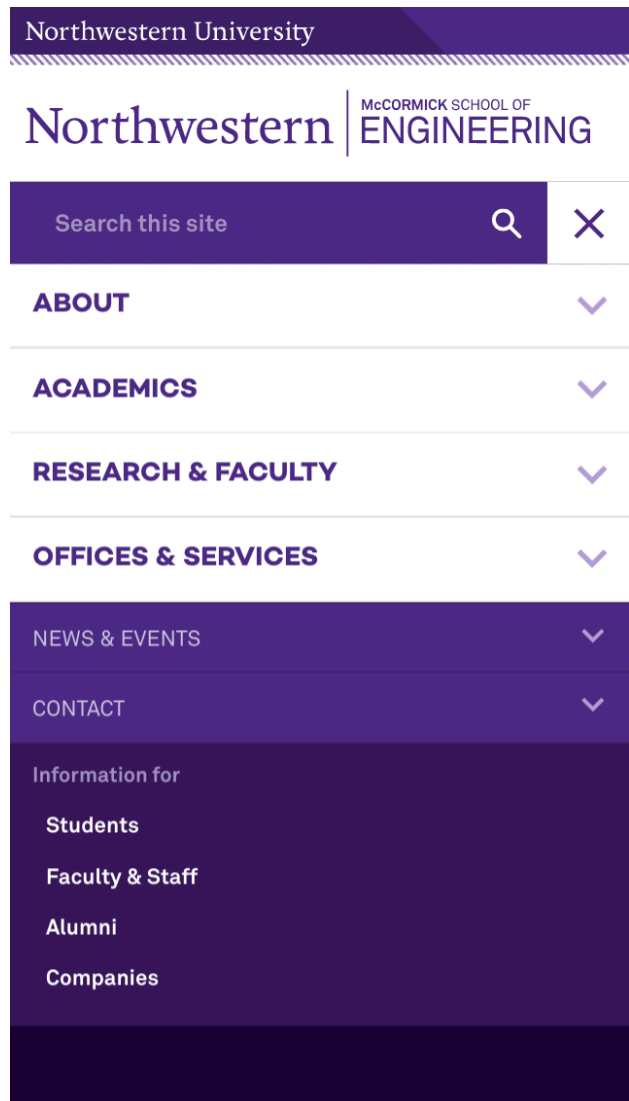 Northwestern University
Northwestern
McCORMICK SCHOOL OF
ENGINEERING
Search this site
ABOUT
ACADEMICS
RESEARCH & FACULTY
OFFICES & SERVICES
NEWS & EVENTS
CONTACT
Information for
Students
Faculty & Staff
Alumni
Companies